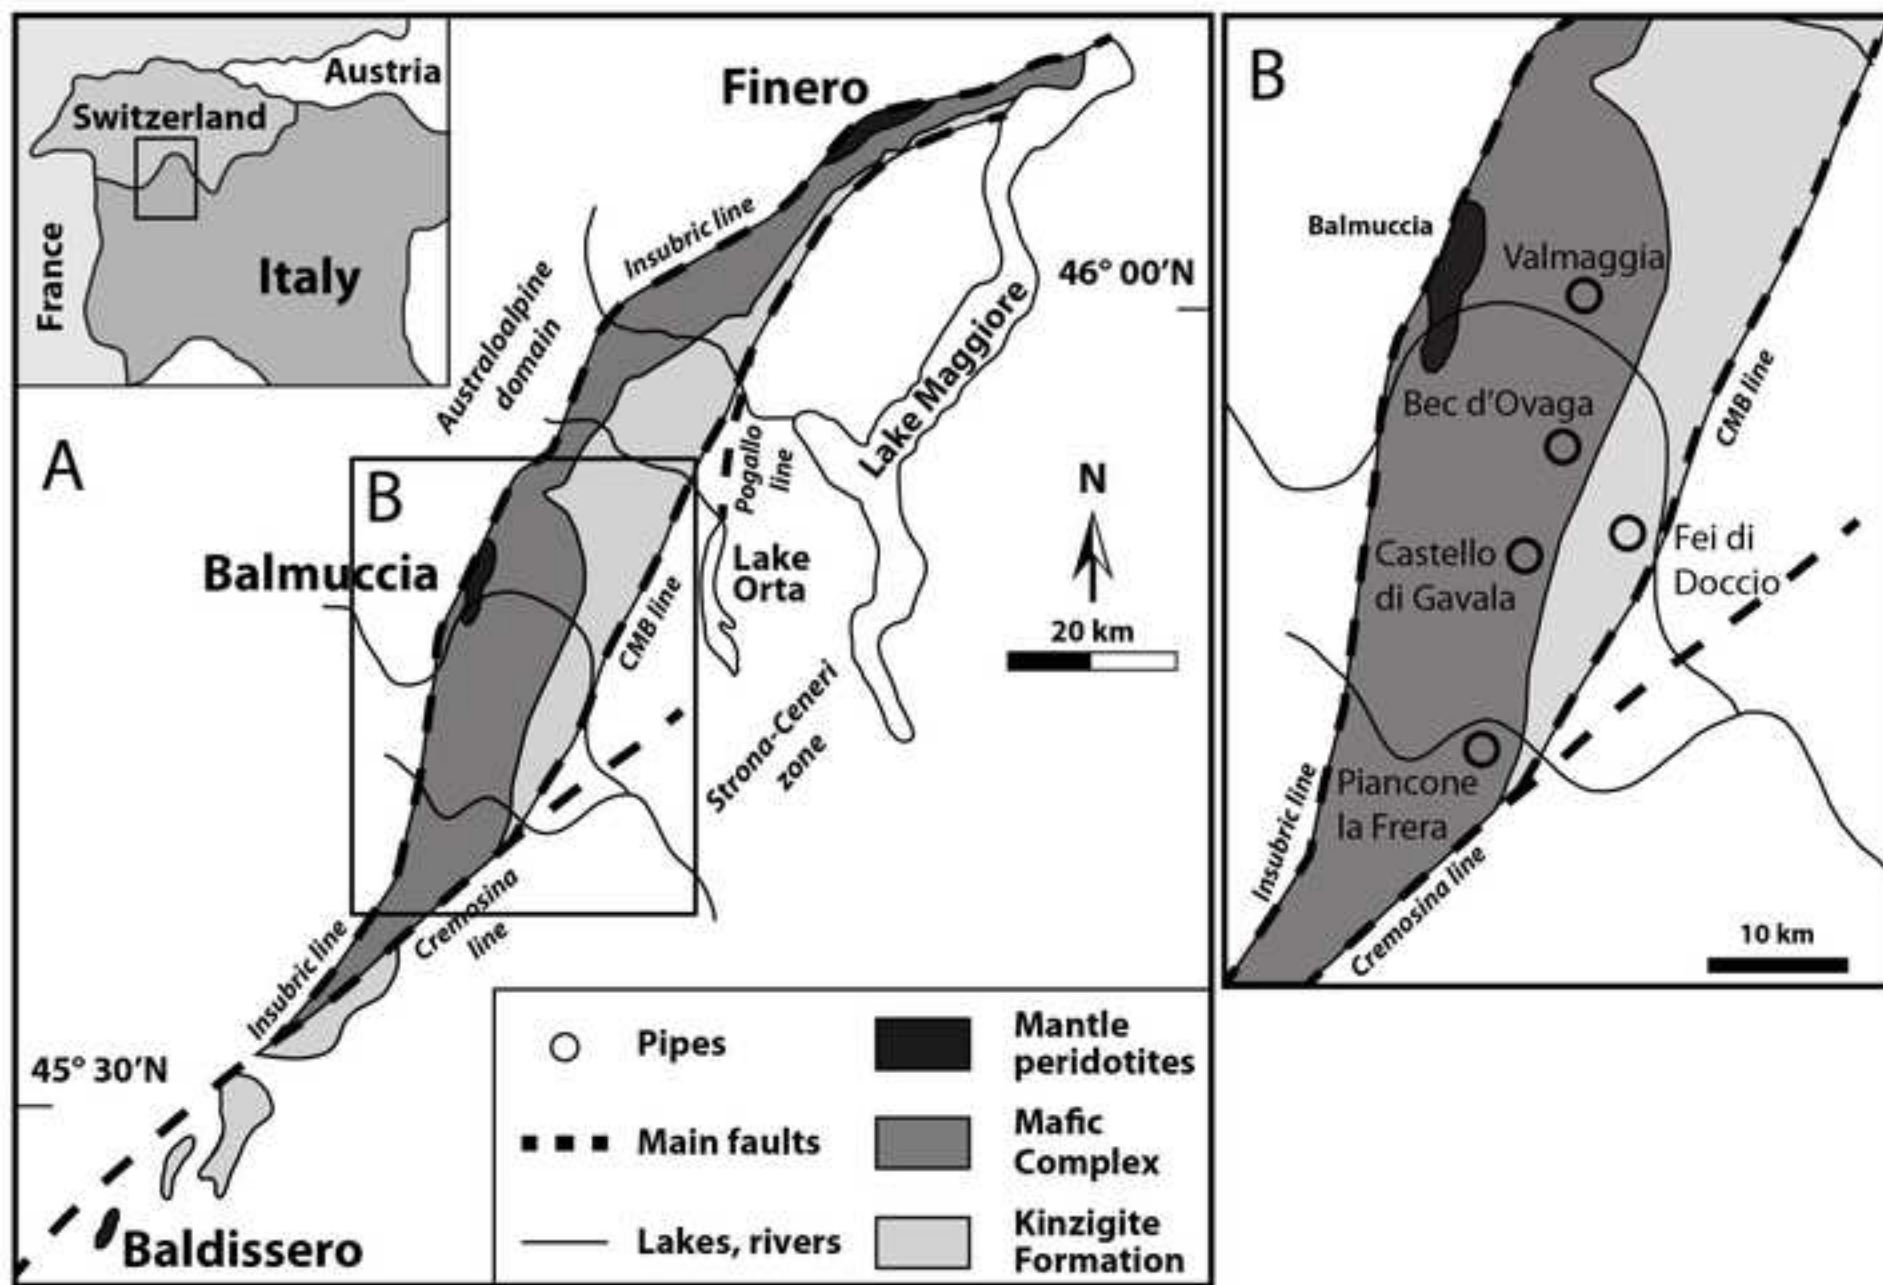 Austria
Switzerland
France
Italy
A
Finero
Insubric line
Australoalpine
domain
46° 00'N
Lake Maggiore
Pogallo
line
B
Balmuccia
Lake
Orta
CMB line
N
20 km
Strona-Ceneri
zone
Cremosina
line
Insubric line
45° 30'N
Baldissero
Pipes
Main faults
Lakes, rivers
Mantle
peridotites
Mafic
Complex
Kinzigite
Formation
B
Balmuccia
Valmaggia
Bec d'Ovaga
CMB line
Castello
di Gavala
Fei di
Doccio
Piancone
la Frera
Insubric line
Cremosina line
10 km